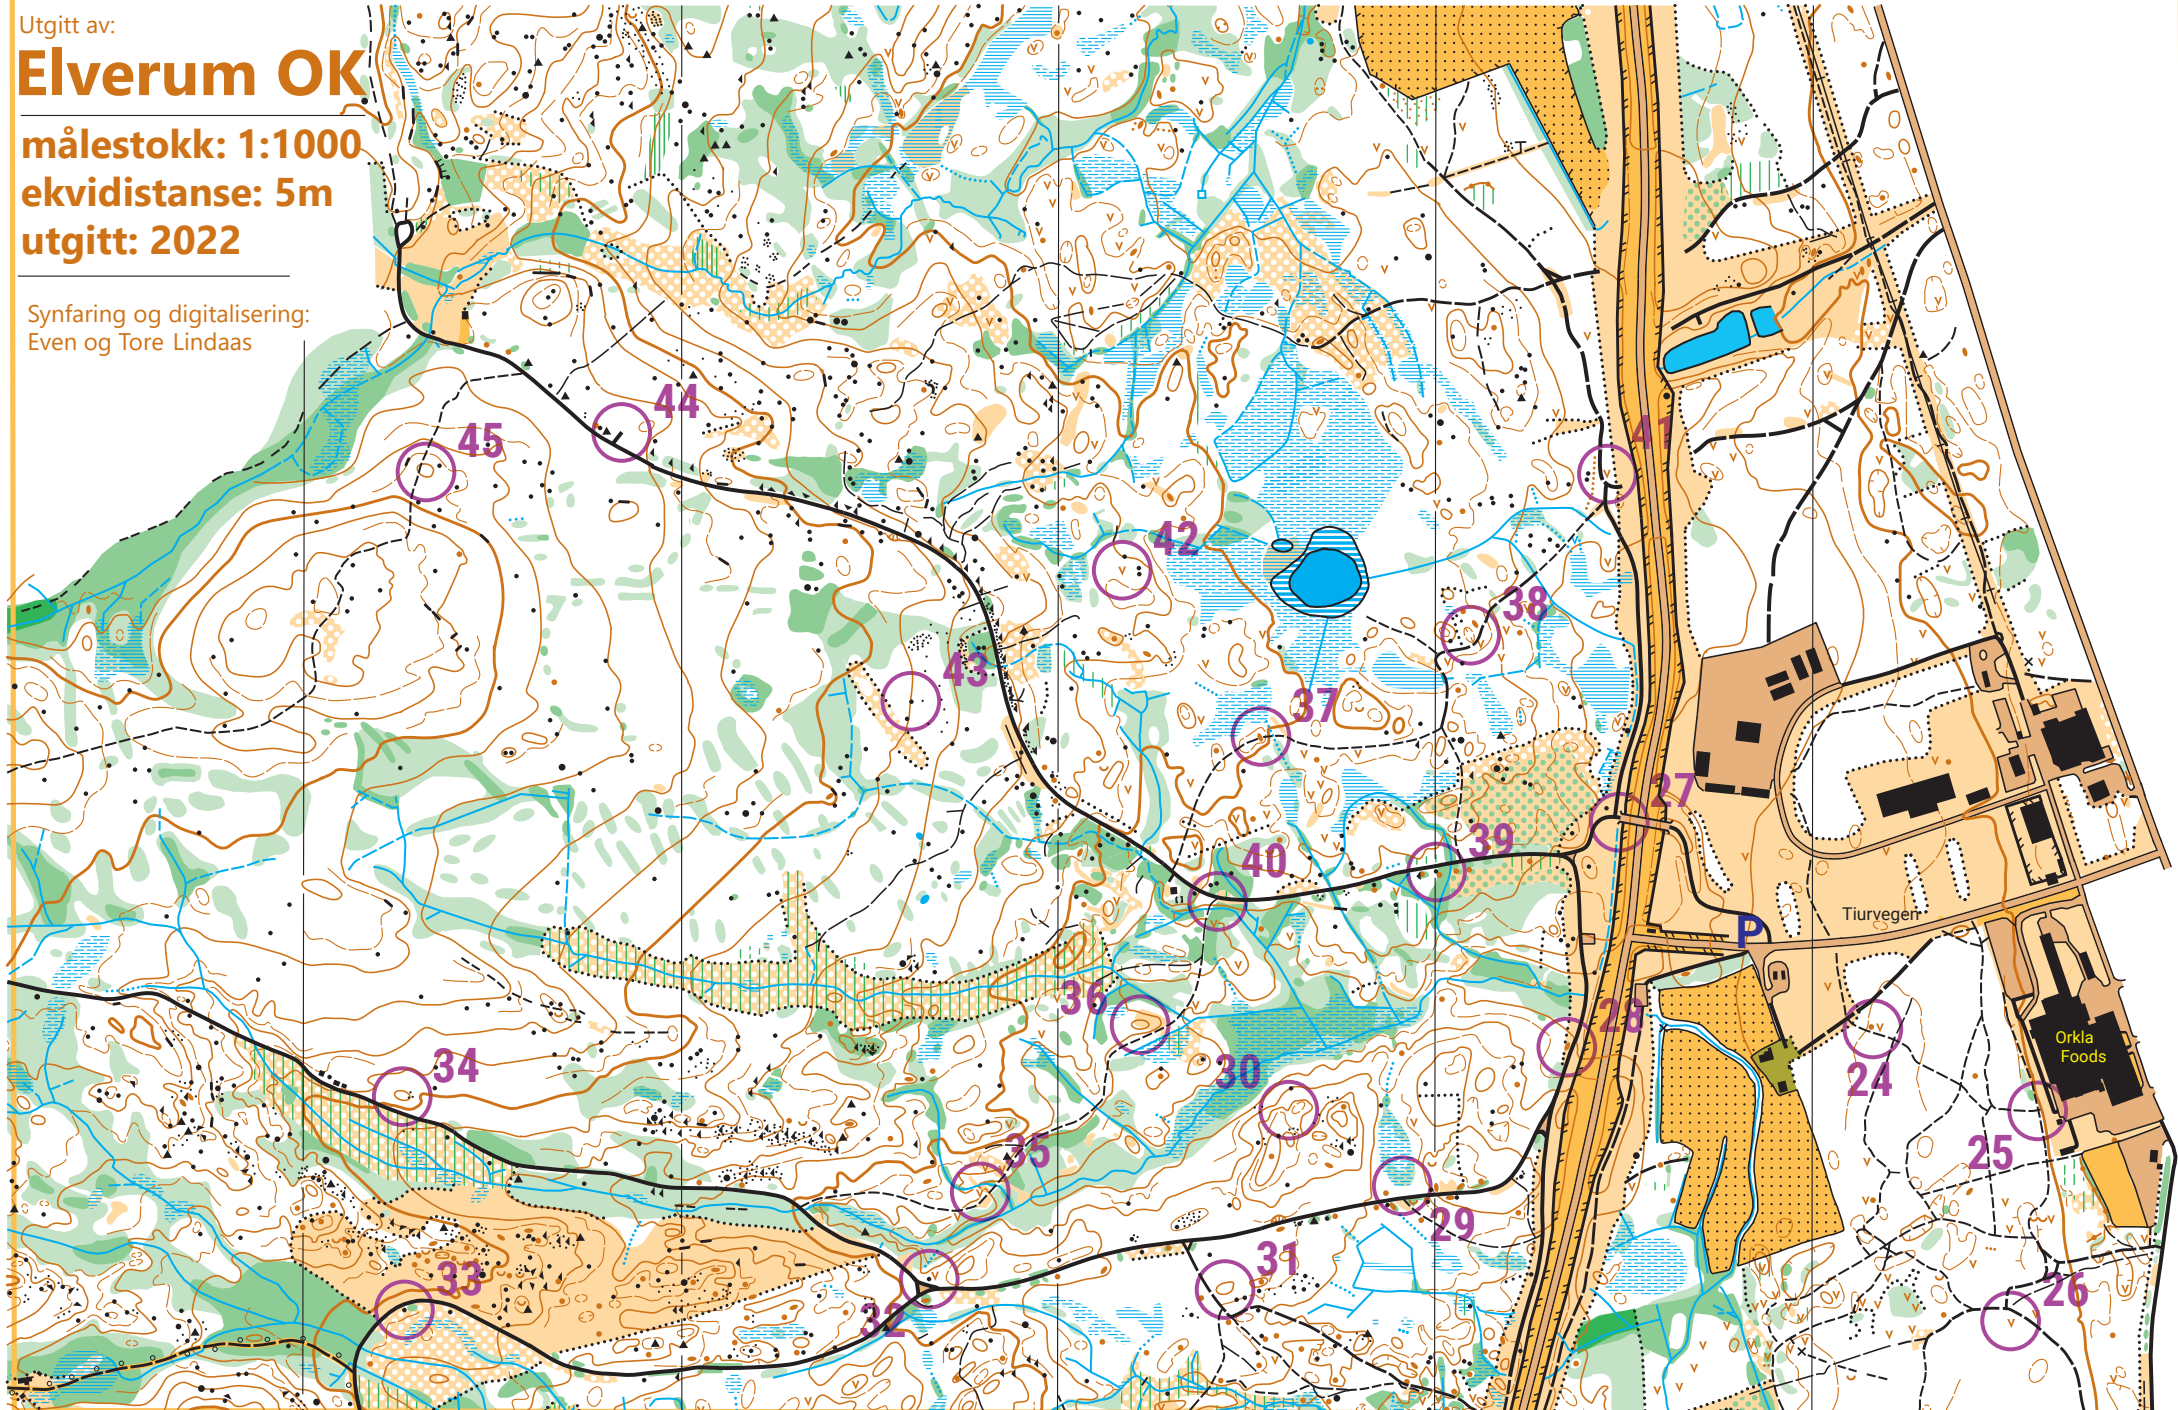 Utgitt av:
Elverum OK
målestokk: 1:1000
ekvidistanse: 5m
utgitt: 2022
Synfaring og digitalisering:
Even og Tore Lindaas
44
41
45
42
38
43
37
27
39
40
P
Tiurvegen
36
28
Orkla
Foods
34
30
24
35
25
29
33
31
26
32